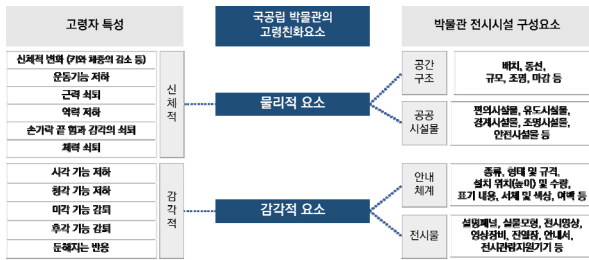 고령자 특성
국공립 박물관의
고령친화요소
박물관 전시시설 구성요소
신체적 변화 (키와 체중의 감소 등)
운동기능 저하
근력 쇠퇴
역력 저하
손가락 끝 힘과 감각의 쇠퇴
체력 쇠퇴
신체적
물리적 요소
공간
구조
배치, 동선,
규모, 조명, 마감 등
공공
시설물
편의시설물, 유도시설물,
경계시설물, 조명시설물,
안전시설물 등
시각 기능 저하
청각 기능 저하
미각 기능 감퇴
후각 기능 감퇴
둔해지는 반응
감각적
감각적 요소
안내
체계
종류, 형태 및 규격,
설치 위치(높이) 및 수량,
표기 내용, 서체 및 색상, 여백 등
전시물
설명패널, 실물모형, 전시영상,
영상장비, 진열장, 안내서,
전시관람지원기기 등